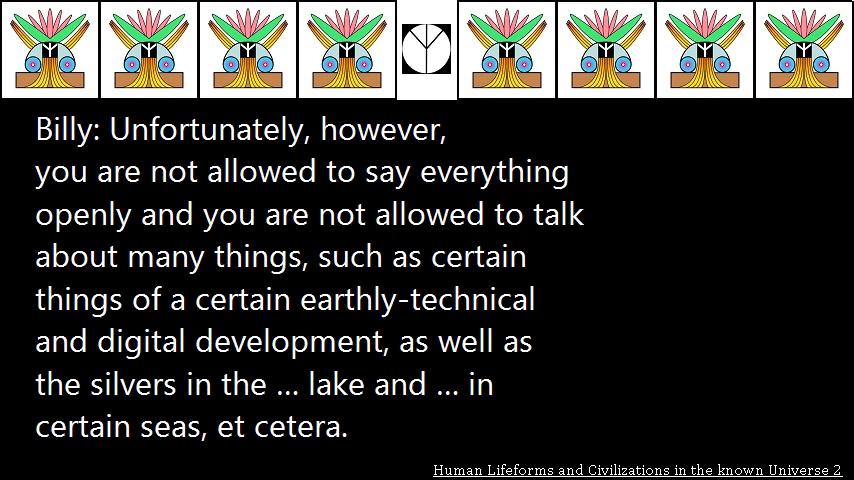 Billy: Unfortunately, however,
you are not allowed to say everything
openly and you are not allowed to talk
about many things, such as certain
things of a certain earthly-technical
and digital development, as well as
the silvers in the ... lake and ... in
certain seas, et cetera.
Human Lifeforms and Civilizations in the known Universe 2